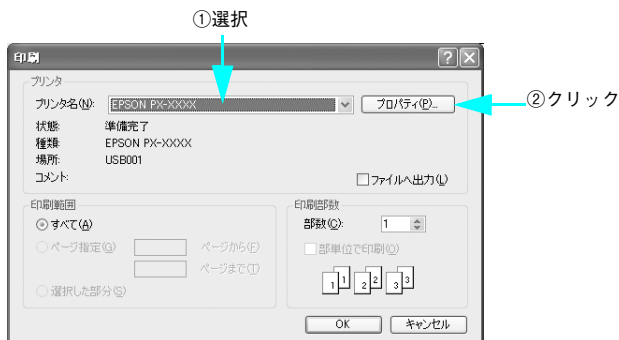 ①選択
印刷
プリンタ
プリンタ名(N): EPSON PX-XXXX プロパティ(P)...
②クリック
状態: 準備完了
種類: EPSON PX-XXXX
場所: USB001
コメント:
ファイルへ出力(L)
印刷範囲
すべて(A)
ページ指定(G) ページから(F)
ページまで(T)
選択した部分(S)
印刷部数
部数(C): 1
部単位で印刷(O)
1 1 2 2 3 3
OK キャンセル